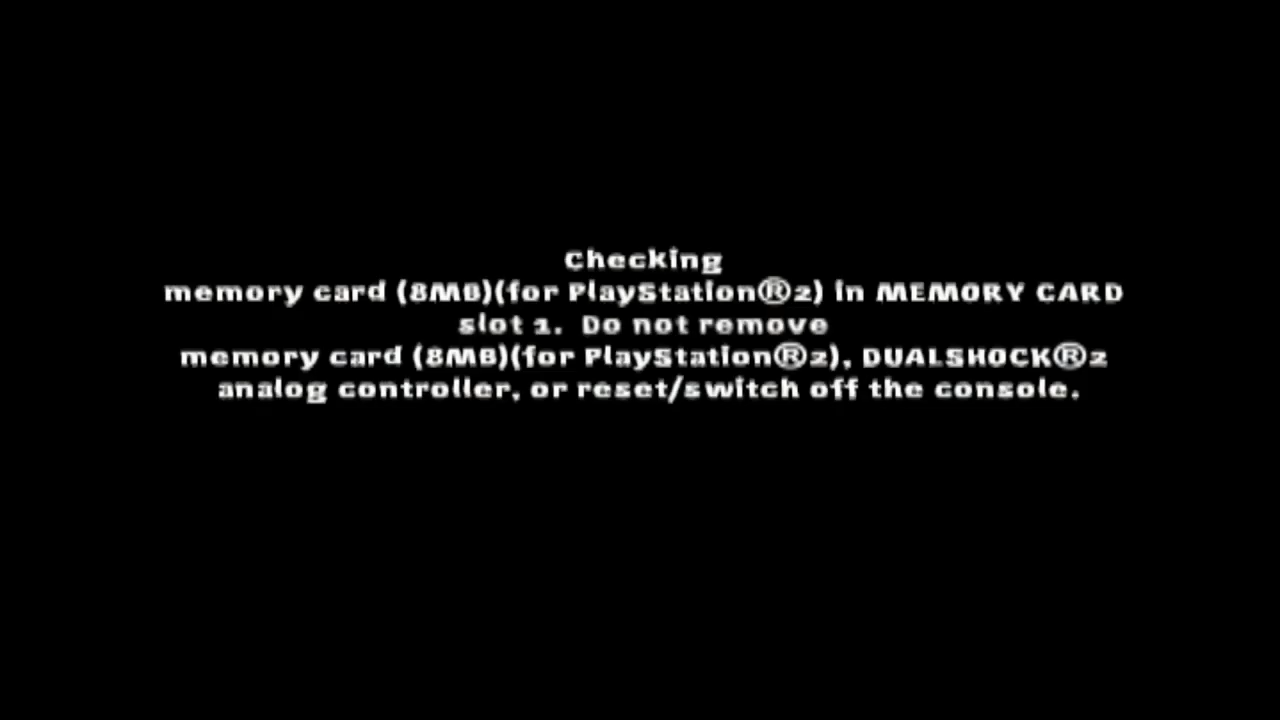 Checking
memory card (8MB)(for PlayStation®2) in MEMORY CARD
slot 1.  Do not remove
memory card (8MB)(for PlayStation®2), DUALSHOCK®2
analog controller, or reset/switch off the console.